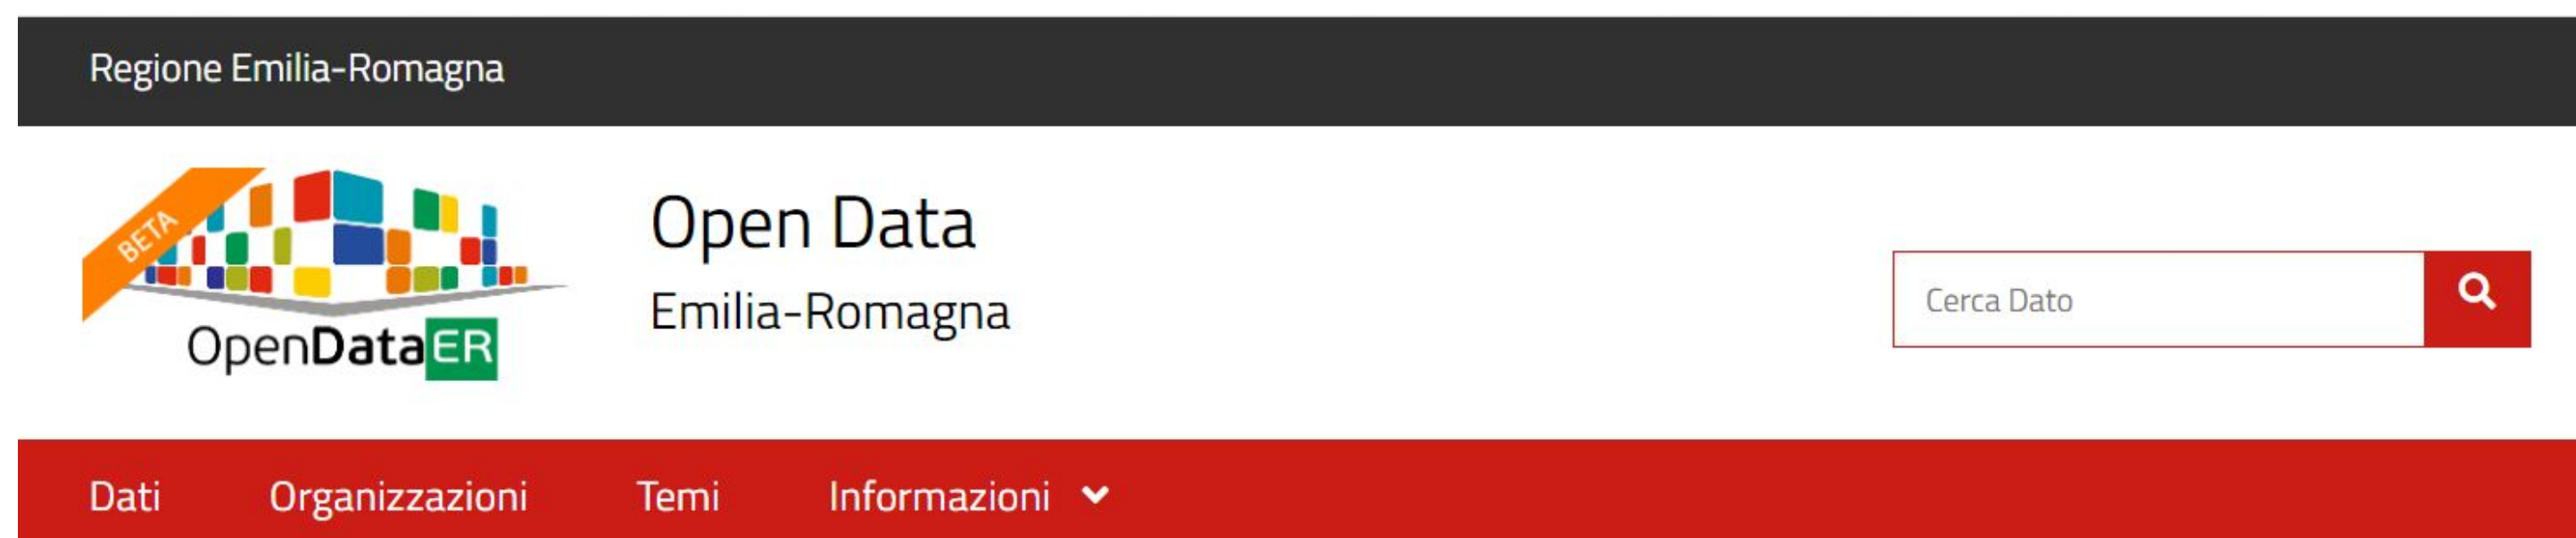 Regione Emilia-Romagna
BETA
OpenDataER
Open Data
Emilia-Romagna
Cerca Dato
Dati Organizzazioni Temi Informazioni